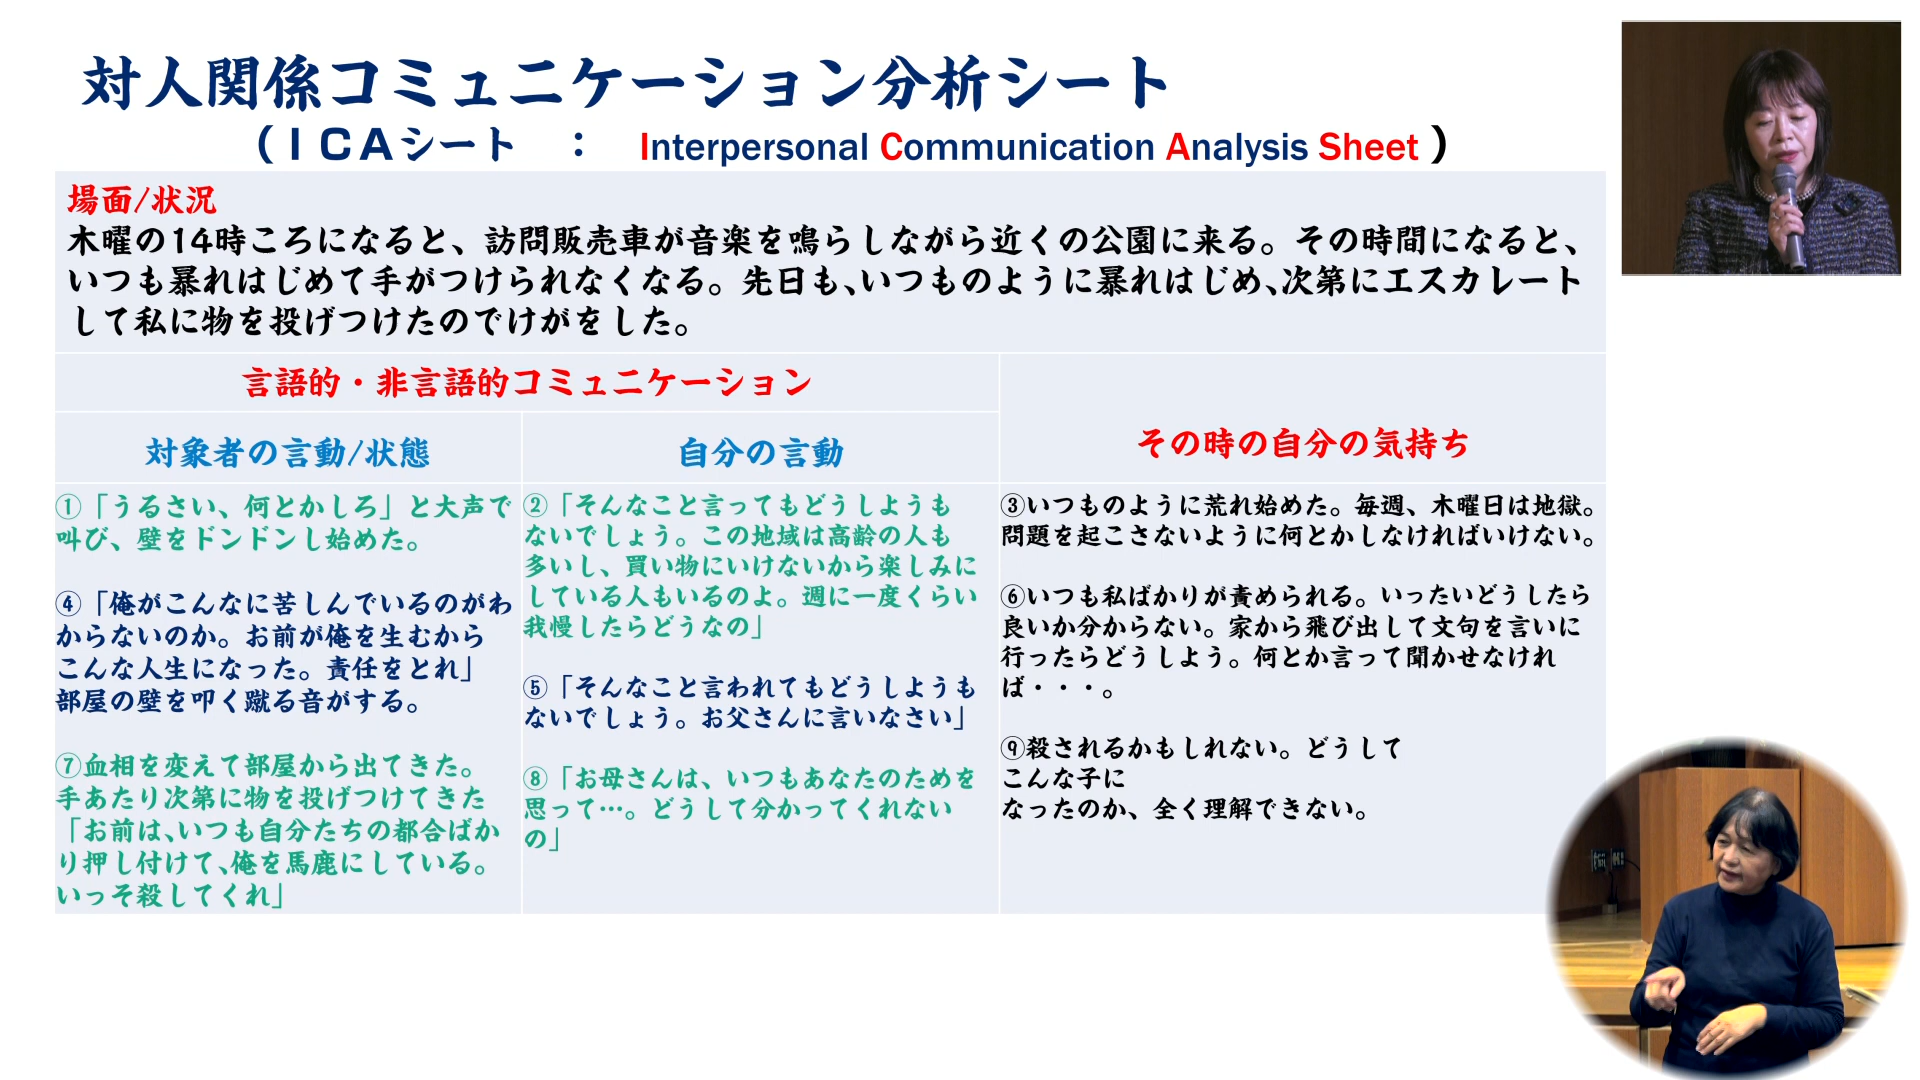 対人関係コミュニケーション分析シート
（ＩＣＡシート　：　Interpersonal Communication Analysis Sheet ）
場面/状況
木曜の14時ころになると、訪問販売車が音楽を鳴らしながら近くの公園に来る。その時間になると、
いつも暴れはじめて手がつけられなくなる。先日も､いつものように暴れはじめ､次第にエスカレート
して私に物を投げつけたのでけがをした。
言語的・非言語的コミュニケーション
対象者の言動/状態
自分の言動
その時の自分の気持ち
①「うるさい、何とかしろ」と大声で
叫び、壁をドンドンし始めた。
④「俺がこんなに苦しんでいるのがわ
からないのか。お前が俺を生むから
こんな人生になった。責任をとれ」
部屋の壁を叩く蹴る音がする。
⑦血相を変えて部屋から出てきた。
手あたり次第に物を投げつけてきた
「お前は､いつも自分たちの都合ばか
り押し付けて､俺を馬鹿にしている。
いっそ殺してくれ」
②「そんなこと言ってもどうしようも
ないでしょう。この地域は高齢の人も
多いし、買い物にいけないから楽しみに
している人もいるのよ。週に一度くらい
我慢したらどうなの」
⑤「そんなこと言われてもどうしようも
ないでしょう。お父さんに言いなさい」
⑧「お母さんは、いつもあなたのためを
思って…。どうして分かってくれない
の」
③いつものように荒れ始めた。毎週、木曜日は地獄。
問題を起こさないように何とかしなければいけない。
⑥いつも私ばかりが責められる。いったいどうしたら
良いか分からない。家から飛び出して文句を言いに
行ったらどうしよう。何とか言って聞かせなけれ
ば・・・。
⑨殺されるかもしれない。どうして
こんな子に
なったのか、全く理解できない。